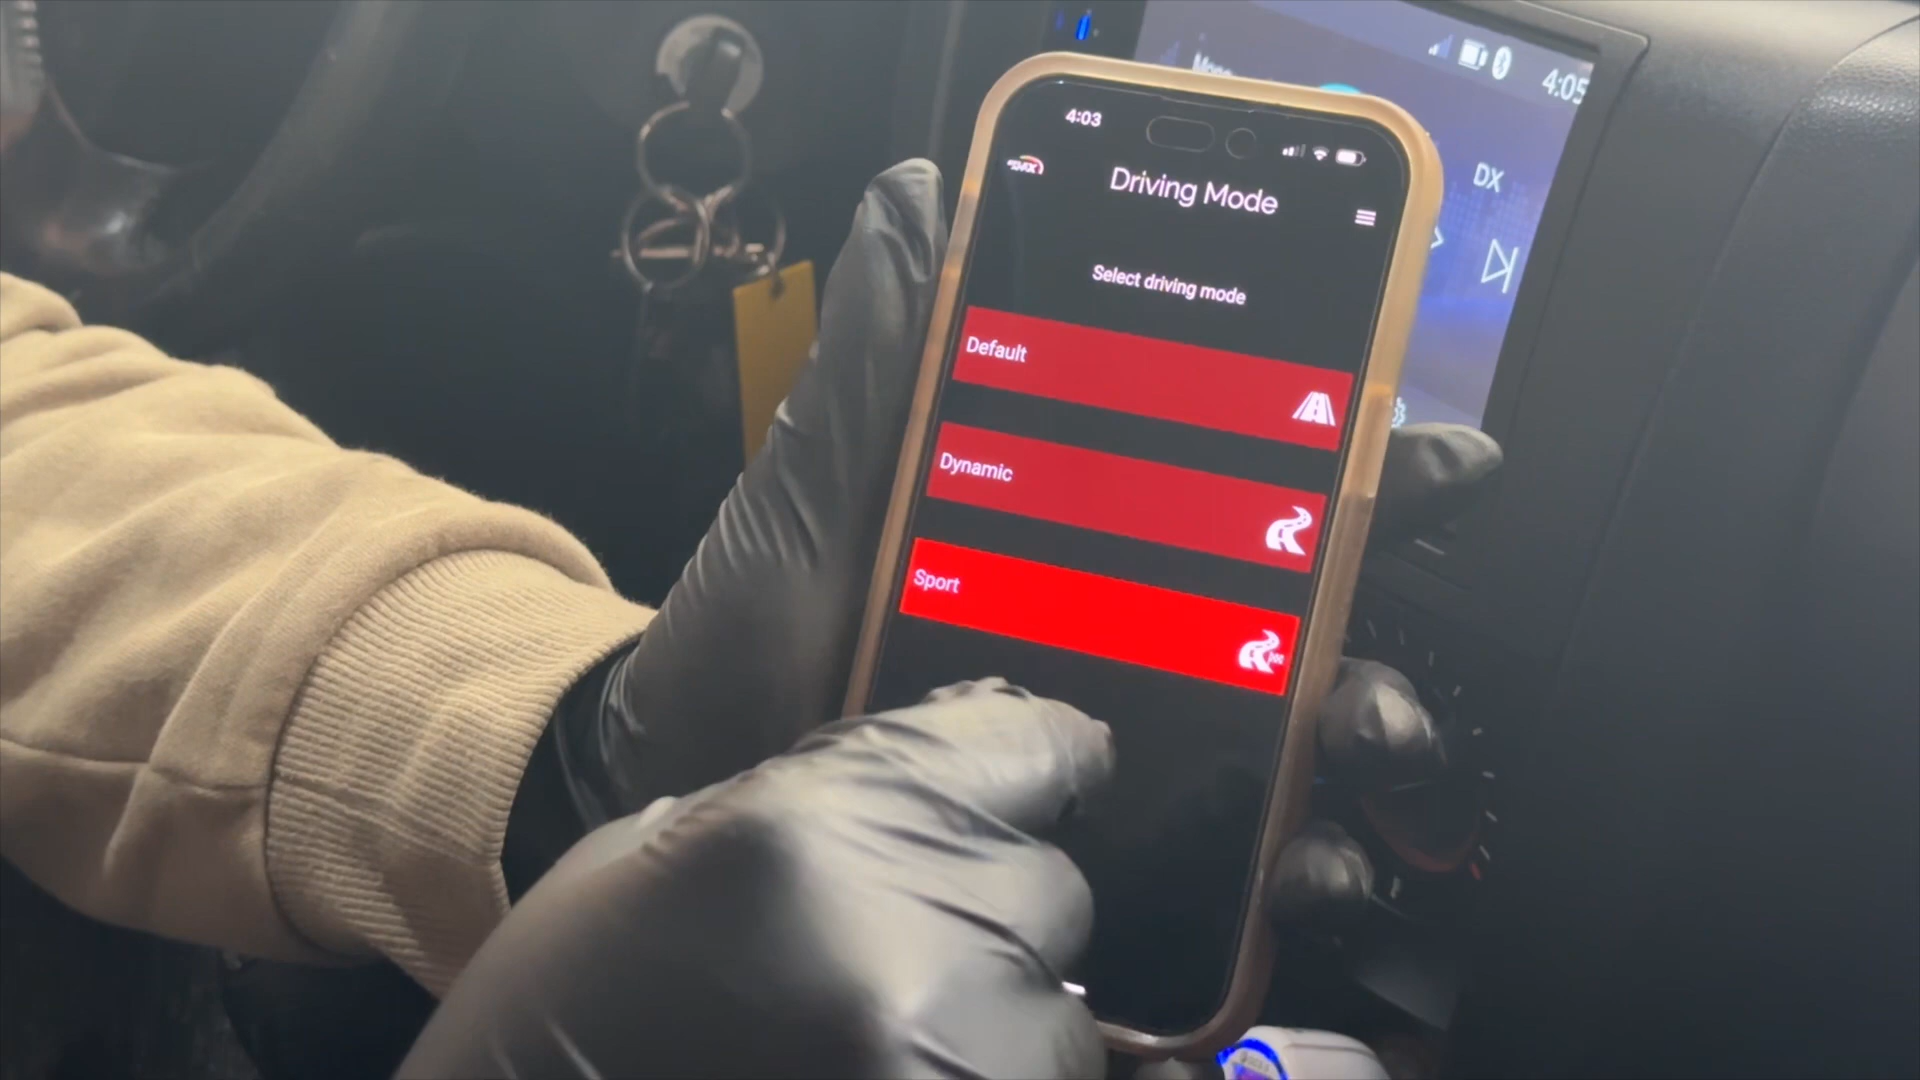 4:05
4:03
DX
Driving Mode
Select driving mode
Default
Dynamic
Sport